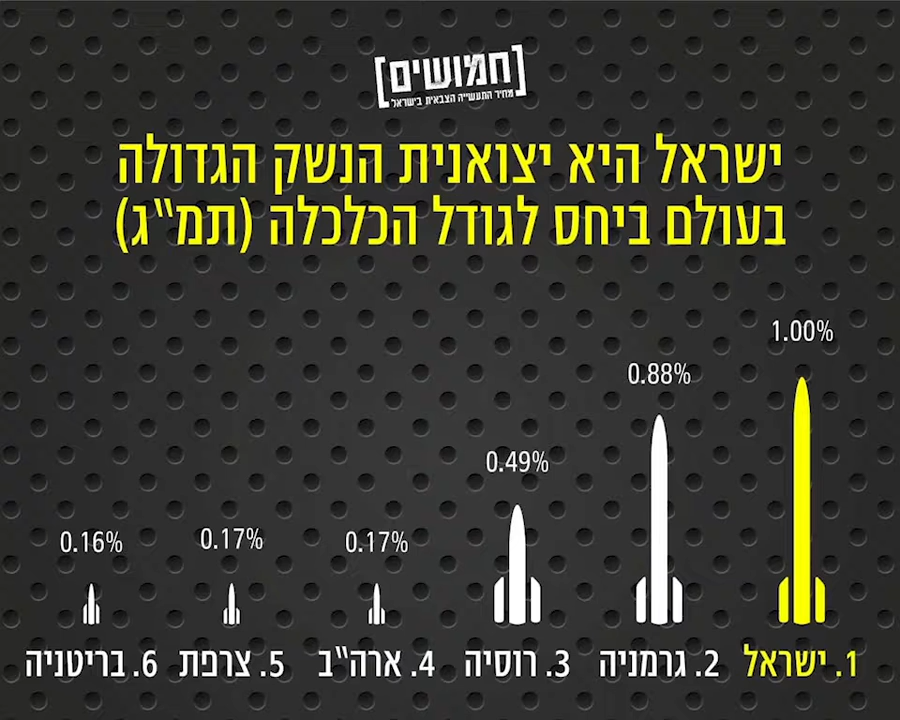 [חמושים]
מחיר התעשייה הצבאית בישראל
ישראל היא יצואנית הנשק הגדולה
בעולם ביחס לגודל הכלכלה (תמ"ג)
1.00%
0.88%
0.49%
0.17%
0.17%
0.16%
1. ישראל
2. גרמניה
3. רוסיה
4. ארה"ב
5. צרפת
6. בריטניה